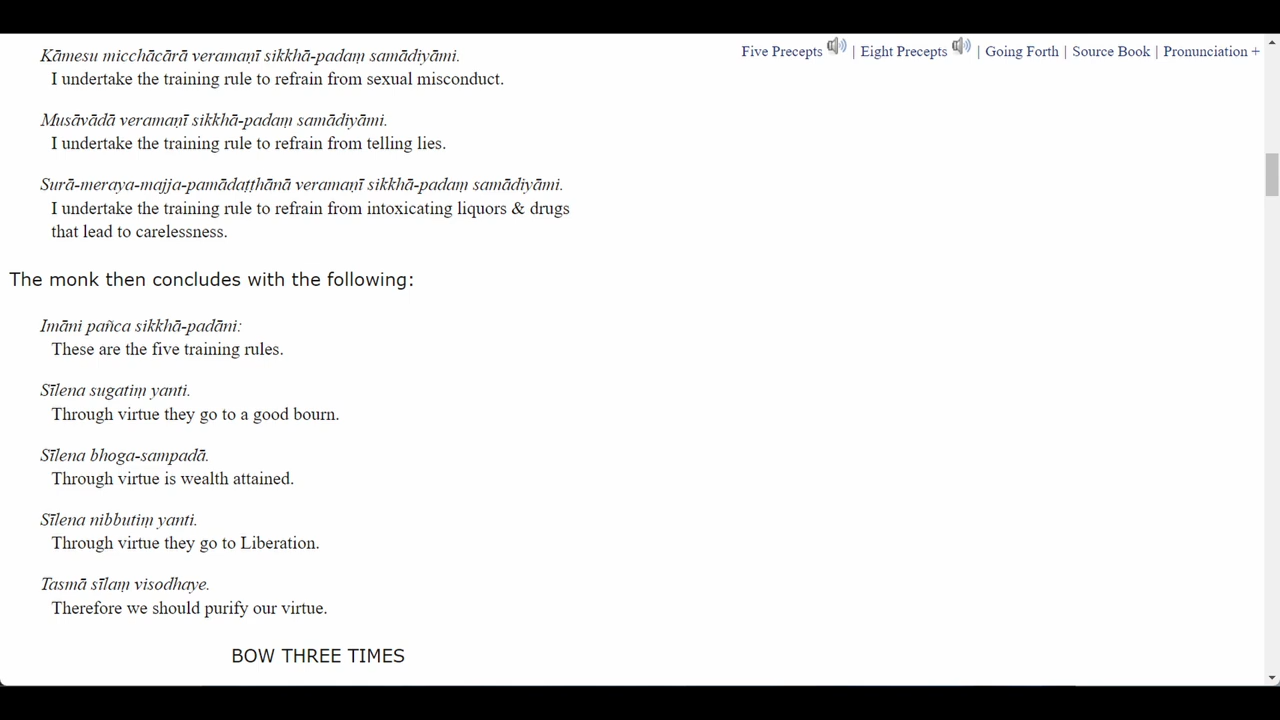 Five Precepts | Eight Precepts | Going Forth | Source Book | Pronunciation +
Kāmesu micchācārā veramaṇī sikkhā-padaṃ samādiyāmi.
I undertake the training rule to refrain from sexual misconduct.
Musāvādā veramaṇī sikkhā-padaṃ samādiyāmi.
I undertake the training rule to refrain from telling lies.
Surā-meraya-majja-pamādaṭṭhānā veramaṇī sikkhā-padaṃ samādiyāmi.
I undertake the training rule to refrain from intoxicating liquors & drugs
that lead to carelessness.
The monk then concludes with the following:
Imāni pañca sikkhā-padāni:
These are the five training rules.
Sīlena sugatiṃ yanti.
Through virtue they go to a good bourn.
Sīlena bhoga-sampadā.
Through virtue is wealth attained.
Sīlena nibbutiṃ yanti.
Through virtue they go to Liberation.
Tasmā sīlaṃ visodhaye.
Therefore we should purify our virtue.
BOW THREE TIMES